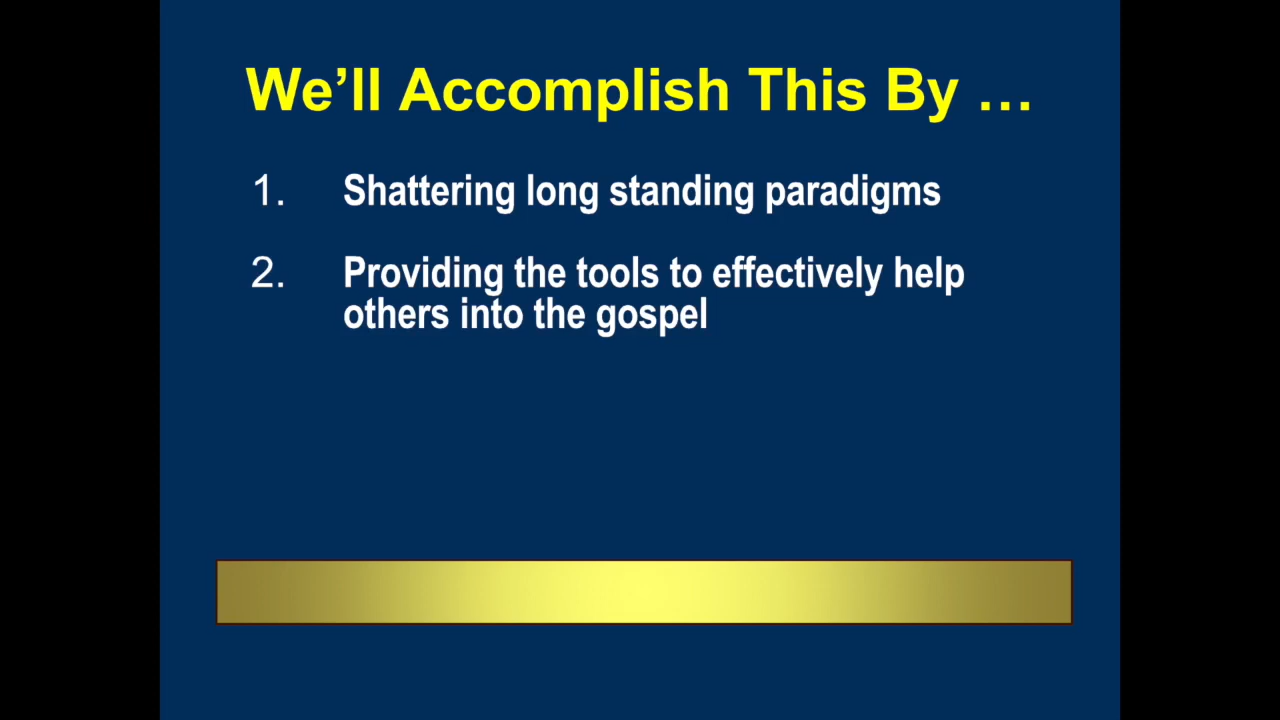 We’ll Accomplish This By …
1. Shattering long standing paradigms
2. Providing the tools to effectively help
others into the gospel